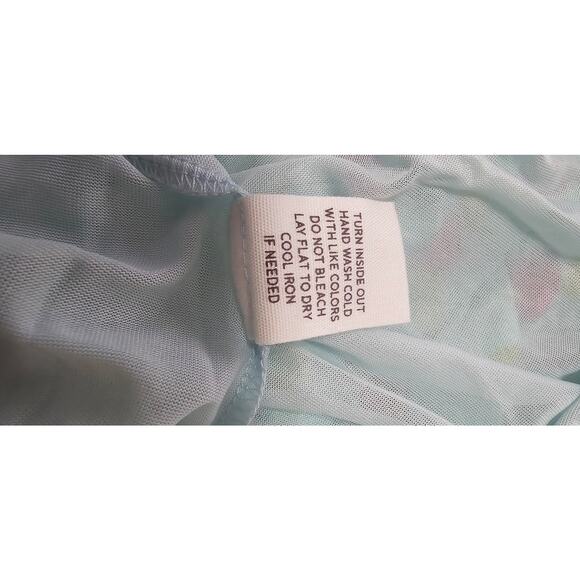 TURN INSIDE OUT
HAND WASH COLD
WITH LIKE COLORS
DO NOT BLEACH
LAY FLAT TO DRY
COOL IRON
IF NEEDED